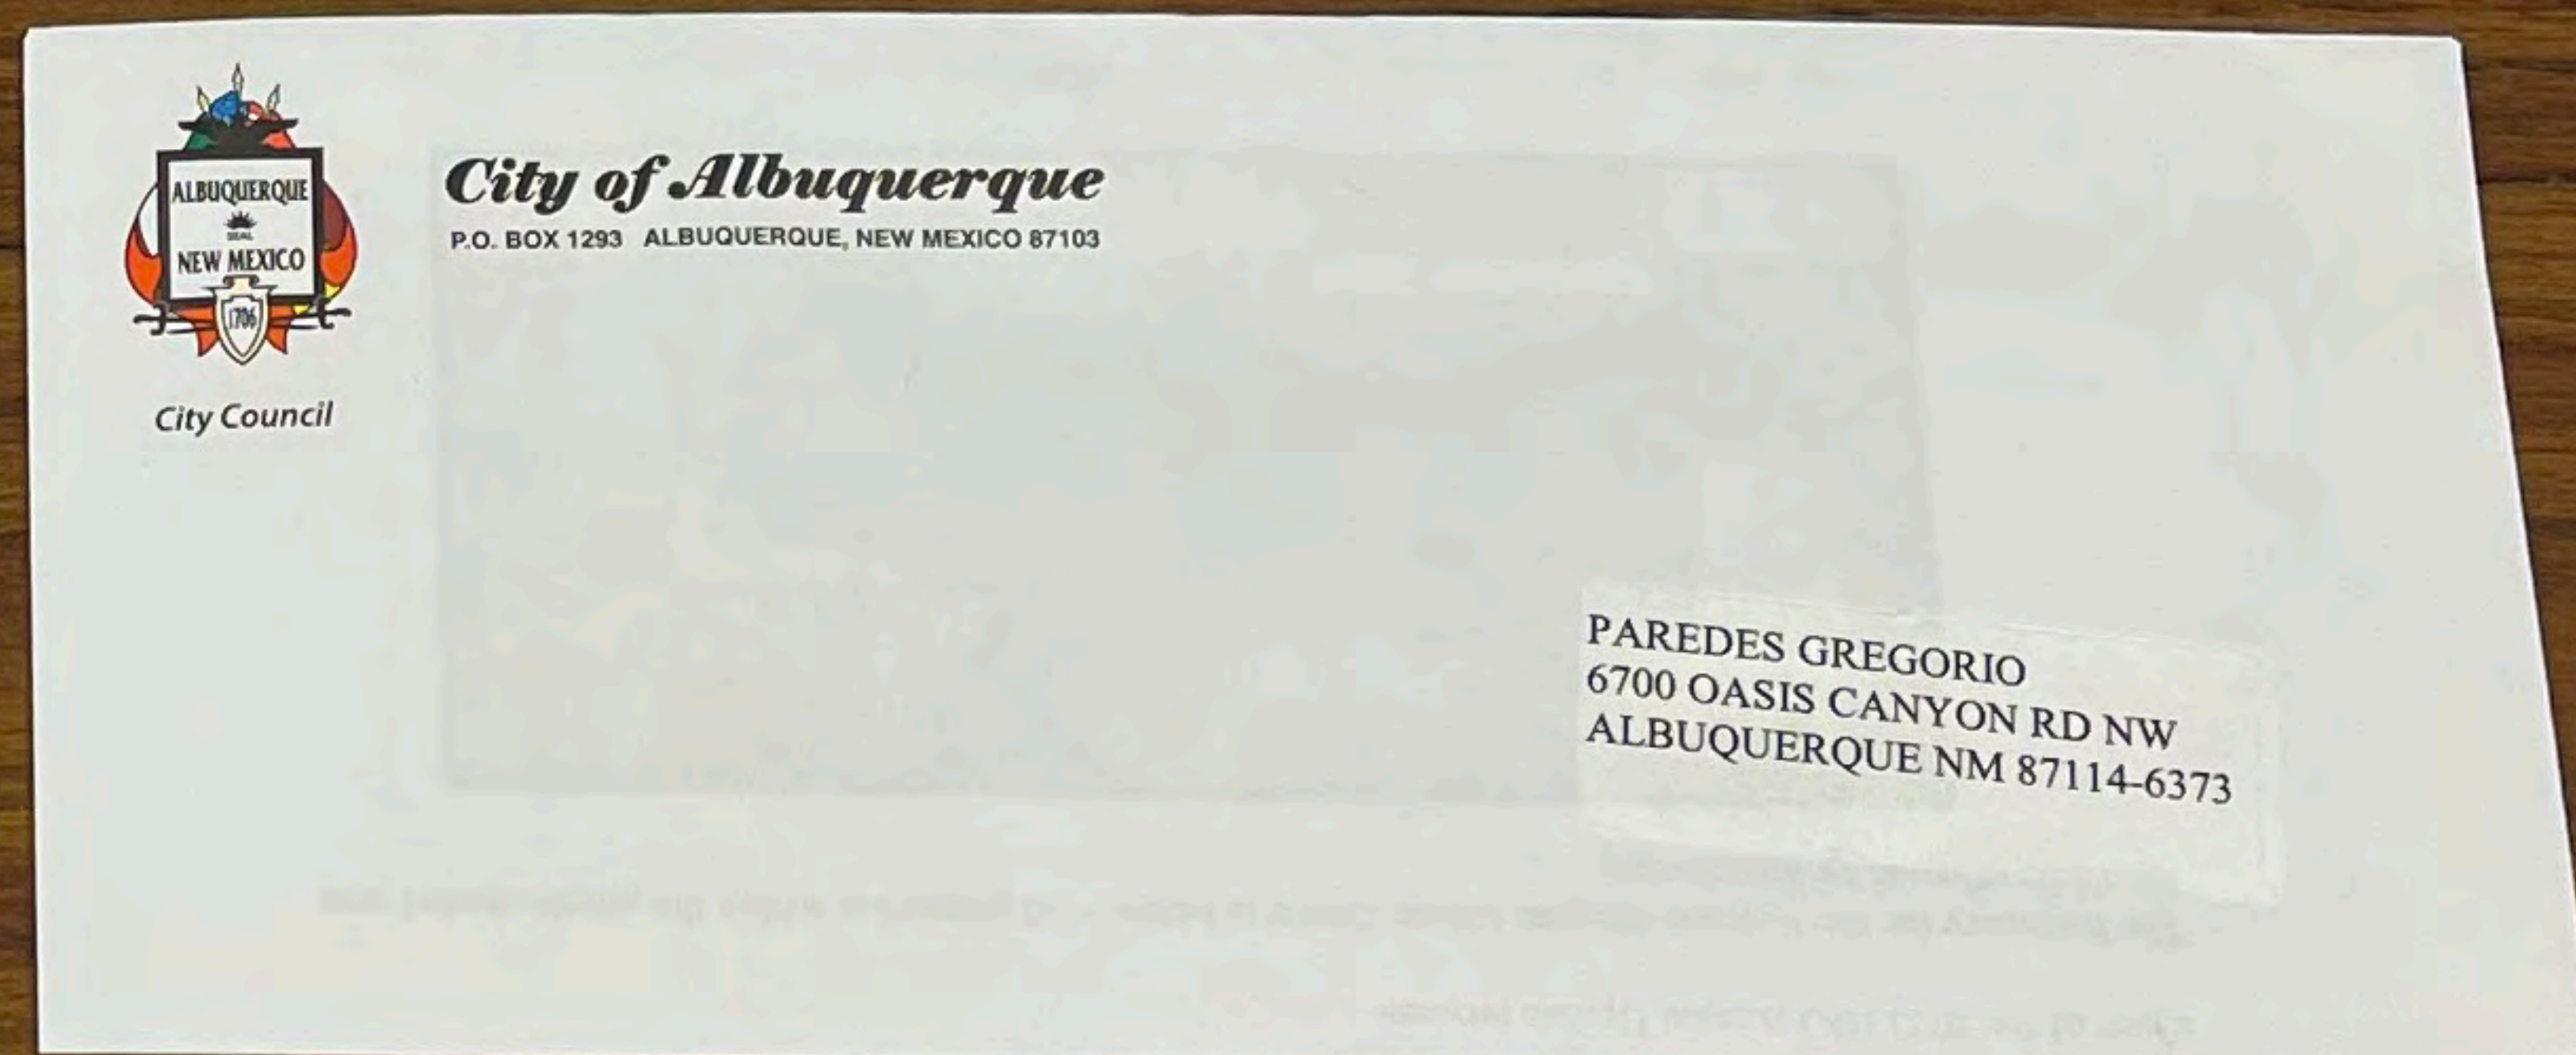 ALBUQUERQUE
SEAL
NEW MEXICO
1706
City Council
City of Albuquerque
P.O. BOX 1293 ALBUQUERQUE, NEW MEXICO 87103
PAREDES GREGORIO
6700 OASIS CANYON RD NW
ALBUQUERQUE NM 87114-6373